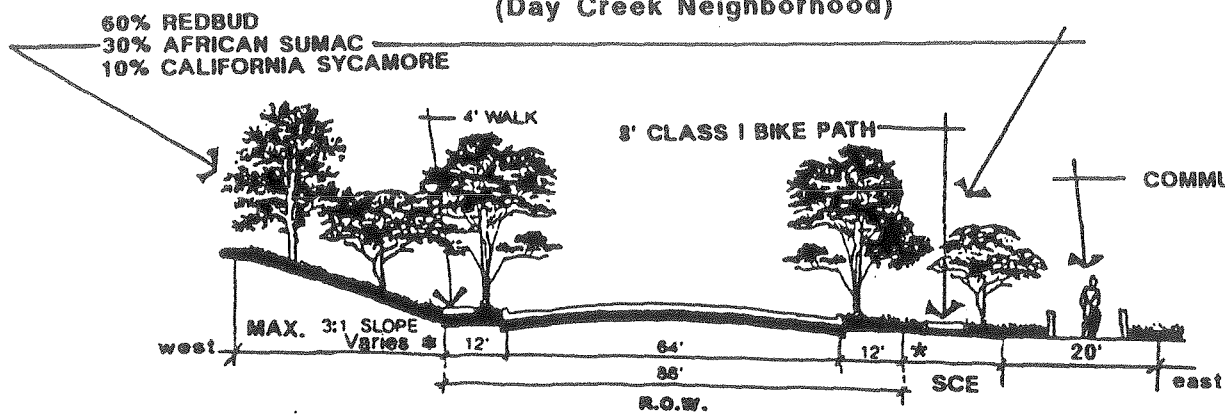 (Day Creek Neighborhood)
60% REDBUD
30% AFRICAN SUMAC
10% CALIFORNIA SYCAMORE
4' WALK
8' CLASS I BIKE PATH
COMMU
MAX. 3:1 SLOPE
Varies *
west
12'
64'
12'
*
SCE
20'
east
88'
R.O.W.